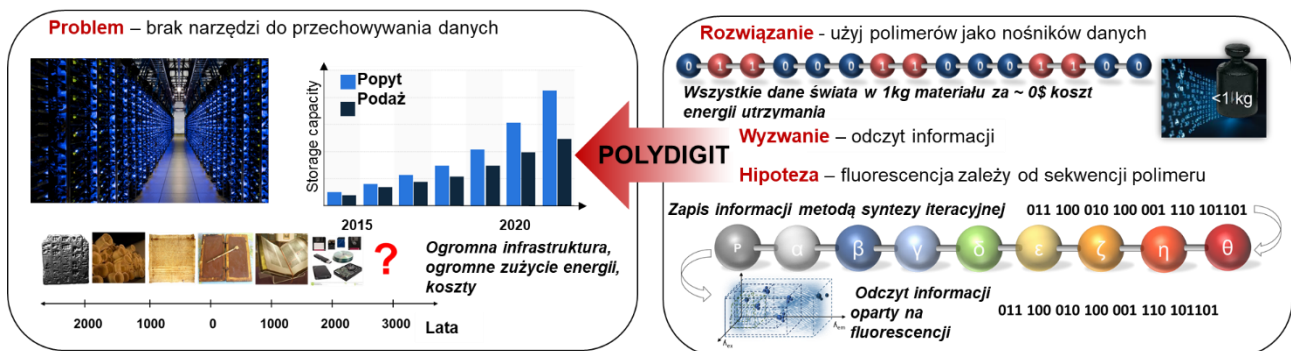 Problem – brak narzędzi do przechowywania danych
Storage capacity
Popyt
Podaż
2015
2020
?
Ogromna infrastruktura,
ogromne zużycie energii,
koszty
2000
1000
0
1000
2000
3000
Lata
POLYDIGIT
Rozwiązanie - użyj polimerów jako nośników danych
0 1 1 0 0 0 1 1 0 0 0 1 1 0 0
Wszystkie dane świata w 1kg materiału za ~ 0$ koszt
energii utrzymania
<1 kg
Wyzwanie – odczyt informacji
Hipoteza – fluorescencja zależy od sekwencji polimeru
Zapis informacji metodą syntezy iteracyjnej
011 100 010 100 001 110 101101
P α β γ δ ε ζ η θ
λem
λex
Odczyt informacji
oparty na
fluorescencji
011 100 010 100 001 110 101101